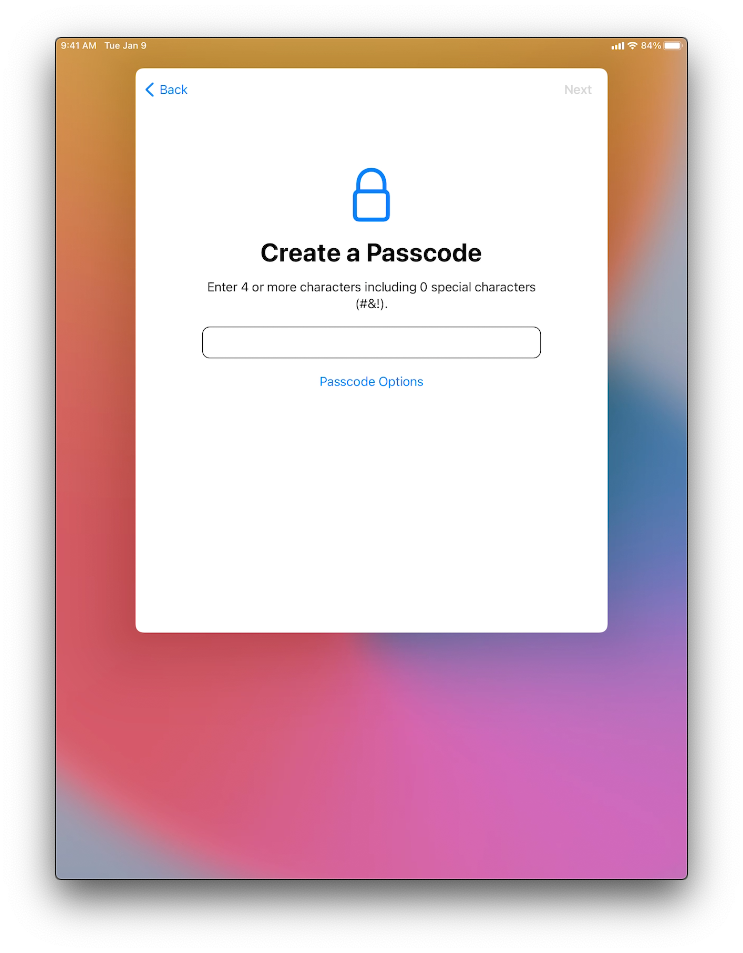 9:41 AM Tue Jan 9 84%
Back Next
Create a Passcode
Enter 4 or more characters including 0 special characters
(#&!).
Passcode Options